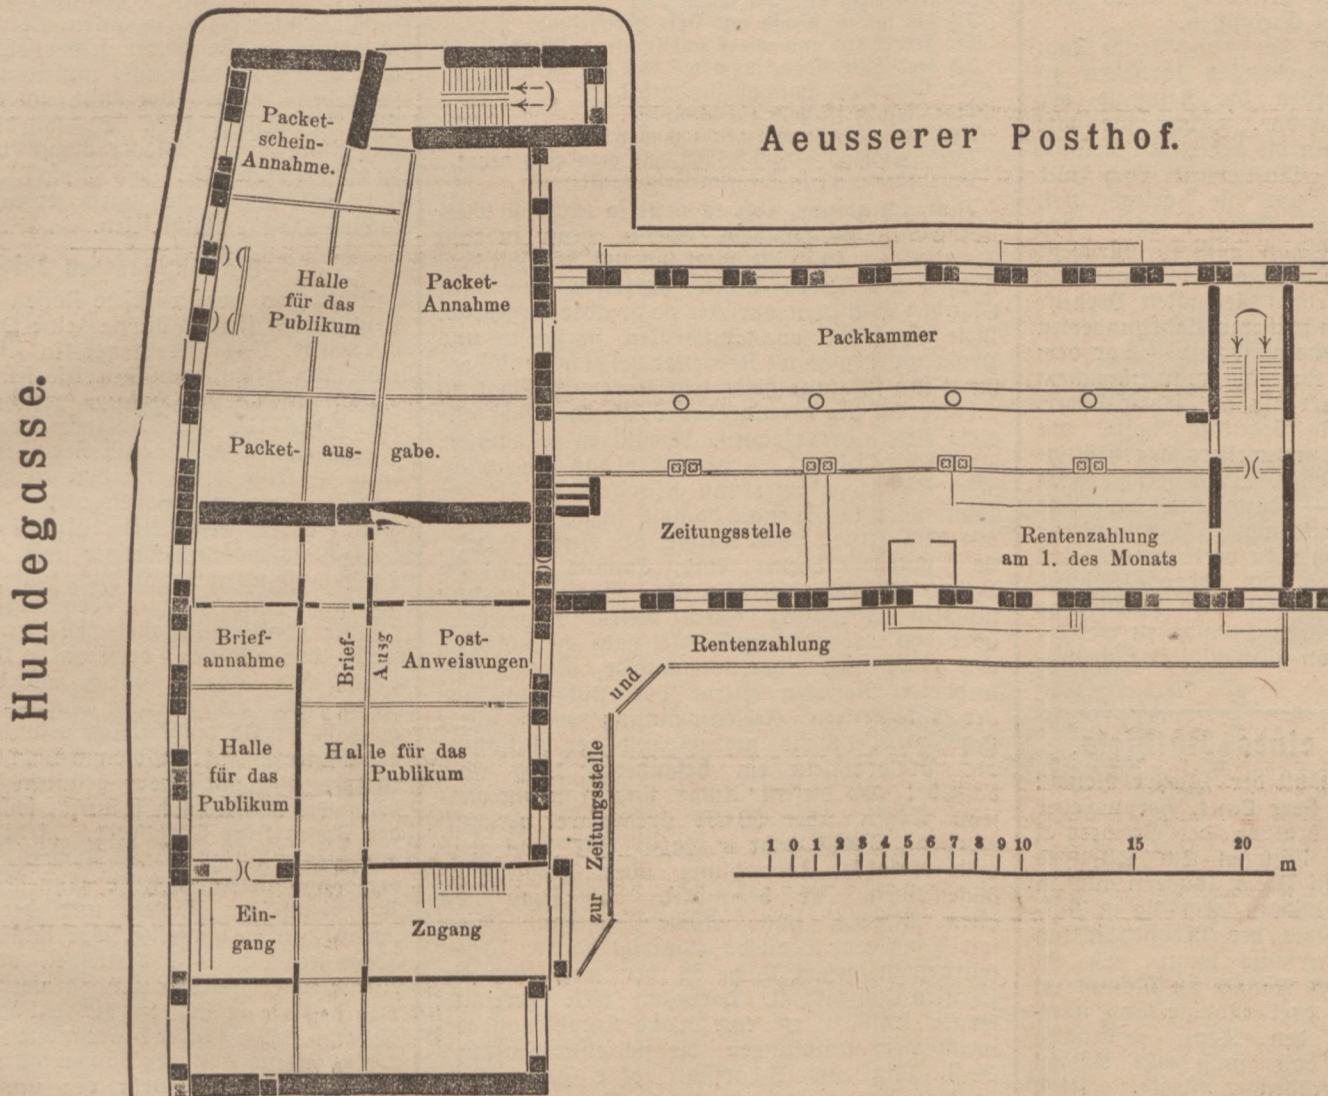 Aeusserer Posthof.
Hundegasse.
Packet-
schein-
Annahme.
Halle
für das
Publikum
Packet-
Annahme
Packkammer
Packet- aus- gabe.
Zeitungsstelle
Rentenzahlung
am 1. des Monats
Brief-
annahme
Brief-
Ausg
Post-
Anweisungen
Rentenzahlung
und
zur Zeitungsstelle
Halle
für das
Publikum
Halle für das
Publikum
1 0 1 2 3 4 5 6 7 8 9 10 15 20
m
Ein-
gang
Zngang